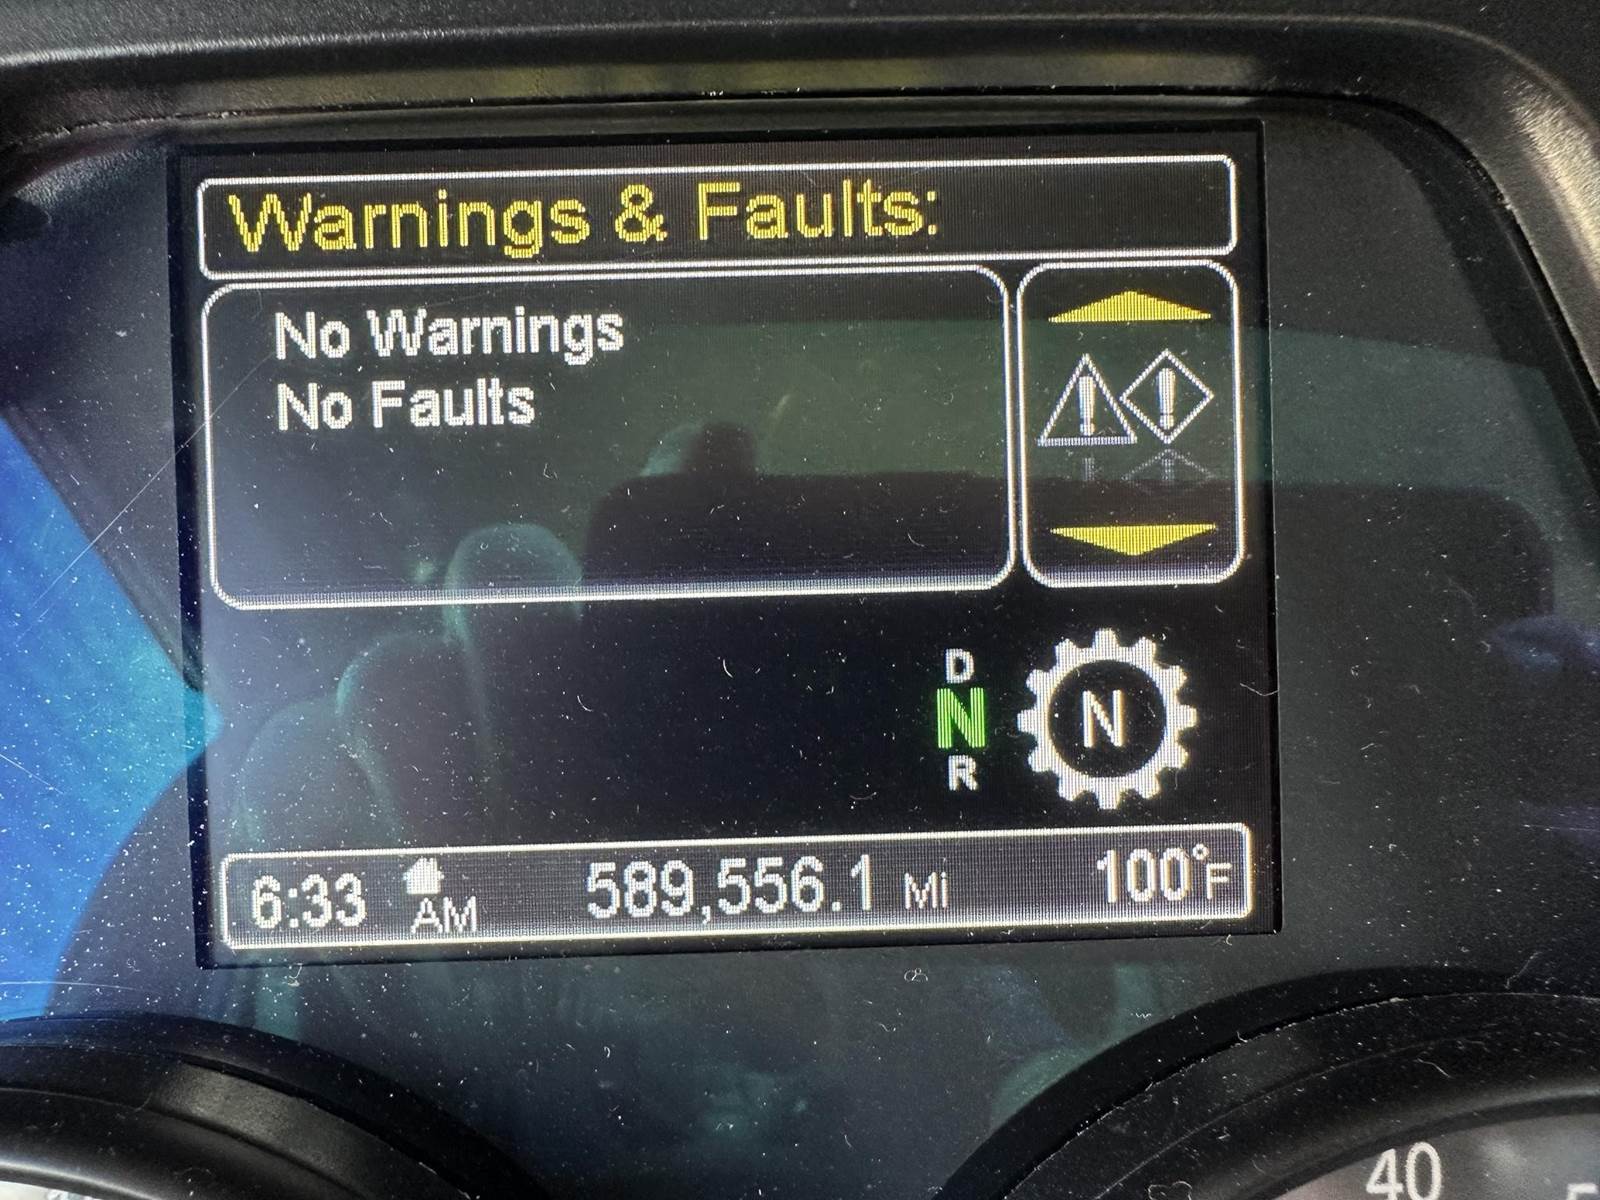 Warnings & Faults:
No Warnings
No Faults
D
N
R
N
6:33 AM 589,556.1 Mi 100°F
40